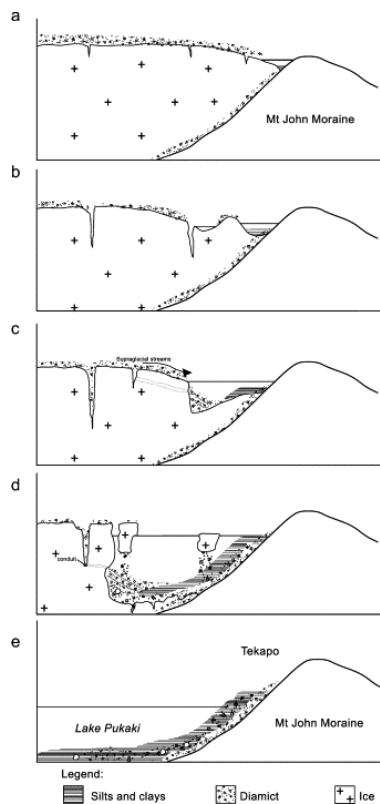 a
Mt John Moraine
b
c
Supraglacial streams
d
conduit
e
Tekapo
Lake Pukaki
Mt John Moraine
Legend:
Silts and clays
Diamict
Ice